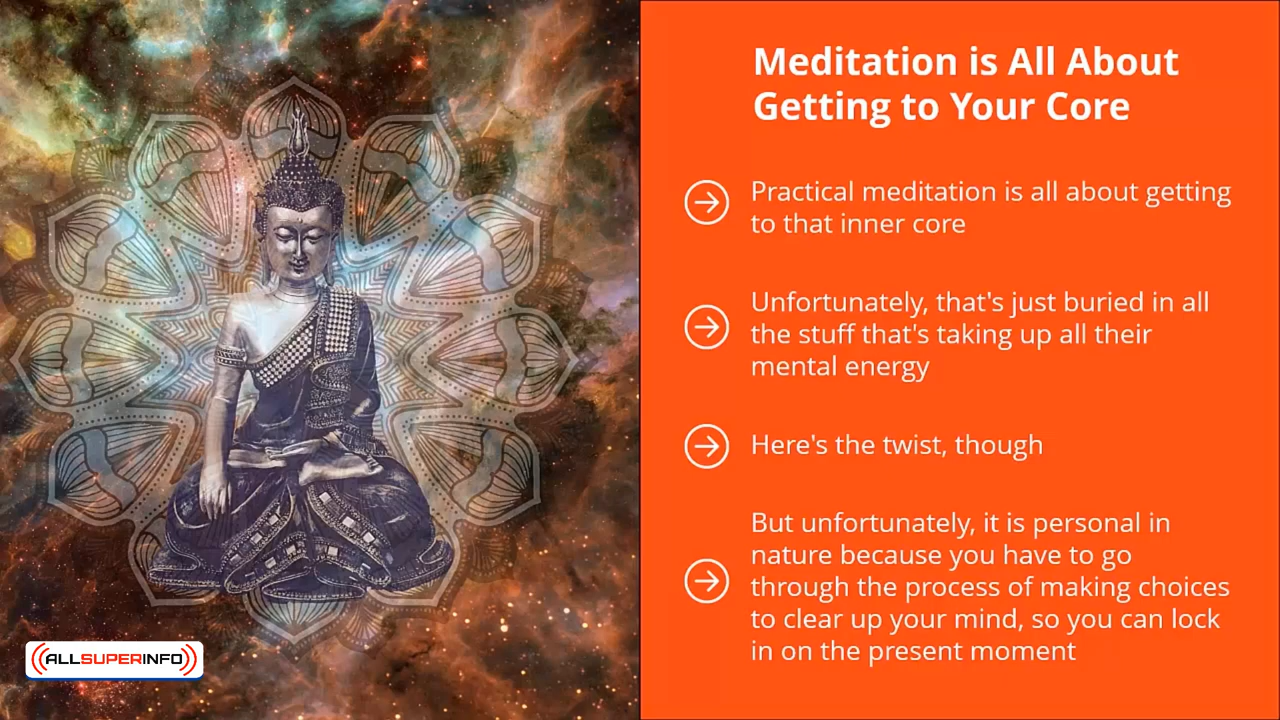 Meditation is All About
Getting to Your Core
Practical meditation is all about getting
to that inner core
Unfortunately, that's just buried in all
the stuff that's taking up all their
mental energy
Here's the twist, though
But unfortunately, it is personal in
nature because you have to go
through the process of making choices
to clear up your mind, so you can lock
in on the present moment
ALLSUPERINFO